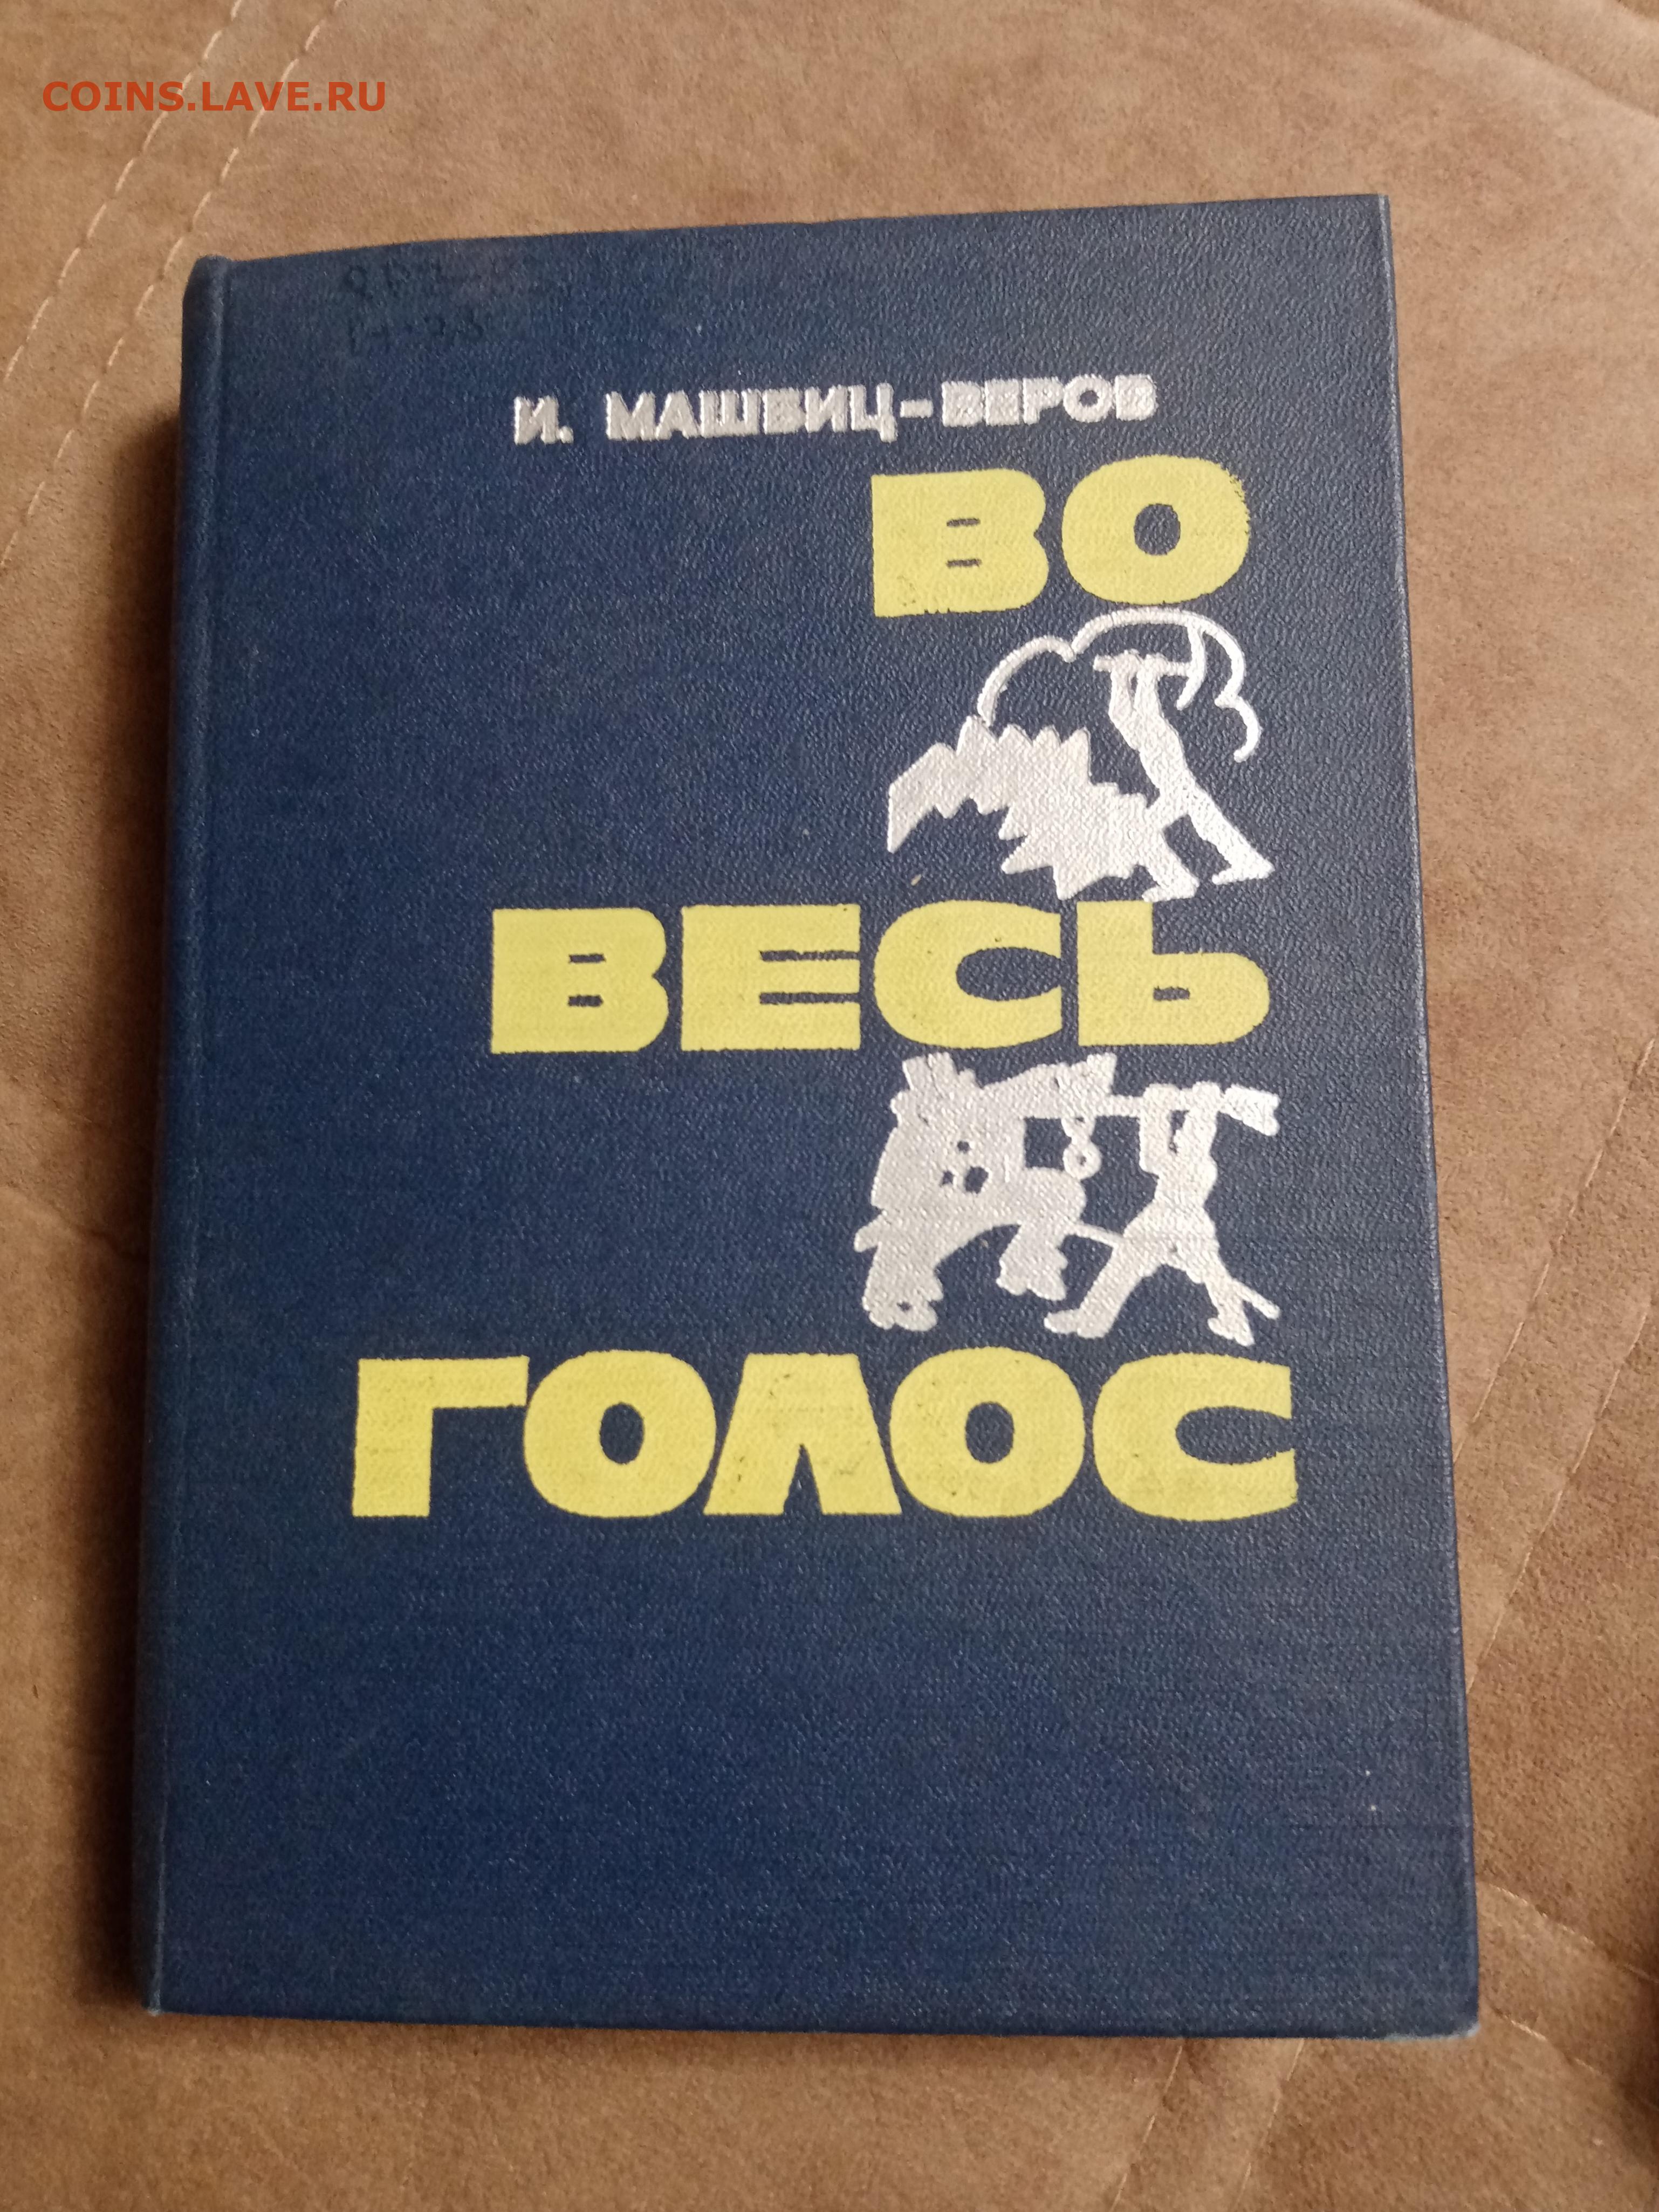 COINS.LAVE.RU
И. МАШБИЦ-ВЕРОВ
ВО
ВЕСЬ
ГОЛОС